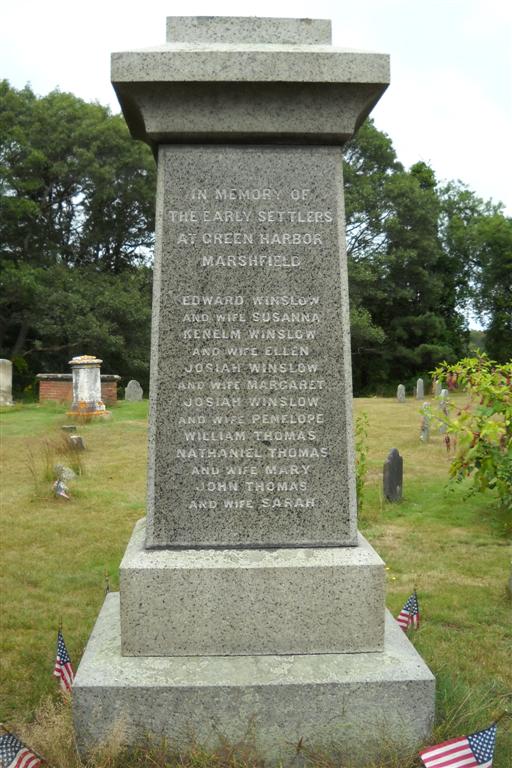 IN MEMORY OF
THE EARLY SETTLERS
AT GREEN HARBOR
MARSHFIELD
EDWARD WINSLOW
AND WIFE SUSANNA
KENELM WINSLOW
AND WIFE ELLEN
JOSIAH WINSLOW
AND WIFE MARGARET
JOSIAH WINSLOW
AND WIFE PENELOPE
WILLIAM THOMAS
NATHANIEL THOMAS
AND WIFE MARY
JOHN THOMAS
AND WIFE SARAH